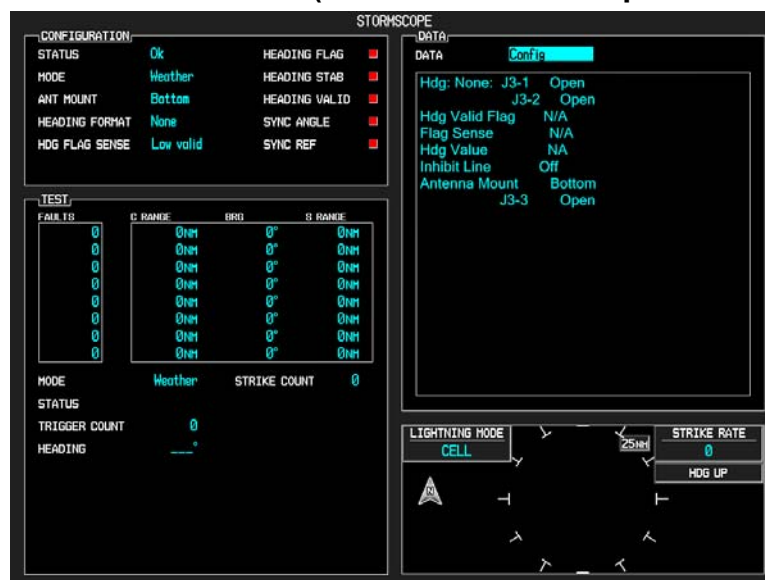 STORMSCOPE
CONFIGURATION
STATUS Ok HEADING FLAG
MODE Weather HEADING STAB
ANT MOUNT Bottom HEADING VALID
HEADING FORMAT None SYNC ANGLE
HDG FLAG SENSE Low valid SYNC REF
TEST
FAULTS C RANGE BRG S RANGE
0 0NM 0° 0NM
0 0NM 0° 0NM
0 0NM 0° 0NM
0 0NM 0° 0NM
0 0NM 0° 0NM
0 0NM 0° 0NM
0 0NM 0° 0NM
0 0NM 0° 0NM
MODE Weather STRIKE COUNT 0
STATUS
TRIGGER COUNT 0
HEADING ___°
DATA
DATA Config
Hdg: None: J3-1 Open
J3-2 Open
Hdg Valid Flag N/A
Flag Sense N/A
Hdg Value NA
Inhibit Line Off
Antenna Mount Bottom
J3-3 Open
LIGHTNING MODE
CELL
25NM
STRIKE RATE
0
HDG UP
N